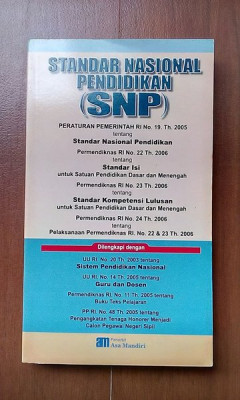 STANDAR NASIONAL
PENDIDIKAN
(SNP)
PERATURAN PEMERINTAH RI No. 19. Th. 2005
tentang
Standar Nasional Pendidikan
Permendiknas RI No. 22 Th. 2006
tentang
Standar Isi
untuk Satuan Pendidikan Dasar dan Menengah
Permendiknas RI No. 23 Th. 2006
tentang
Standar Kompetensi Lulusan
untuk Satuan Pendidikan Dasar dan Menengah
Permendiknas RI No. 24 Th. 2006
tentang
Pelaksanaan Permendiknas RI. No. 22 & 23 Th. 2006
Dilengkapi dengan
UU RI No. 20 Th. 2003 tentang
Sistem Pendidikan Nasional
UU RI No. 14 Th. 2005 tentang
Guru dan Dosen
Permendiknas RI No. 11 Th. 2005 tentang
Buku Teks Pelajaran
PP RI No. 48 Th. 2005 tentang
Pengangkatan Tenaga Honorer Menjadi
Calon Pegawai Negeri Sipil
Penerbit
Asa Mandiri